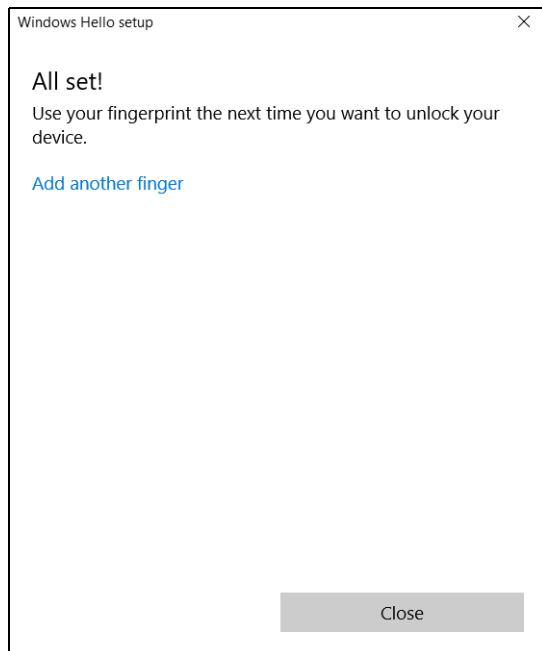 Windows Hello setup
All set!
Use your fingerprint the next time you want to unlock your
device.
Add another finger
Close